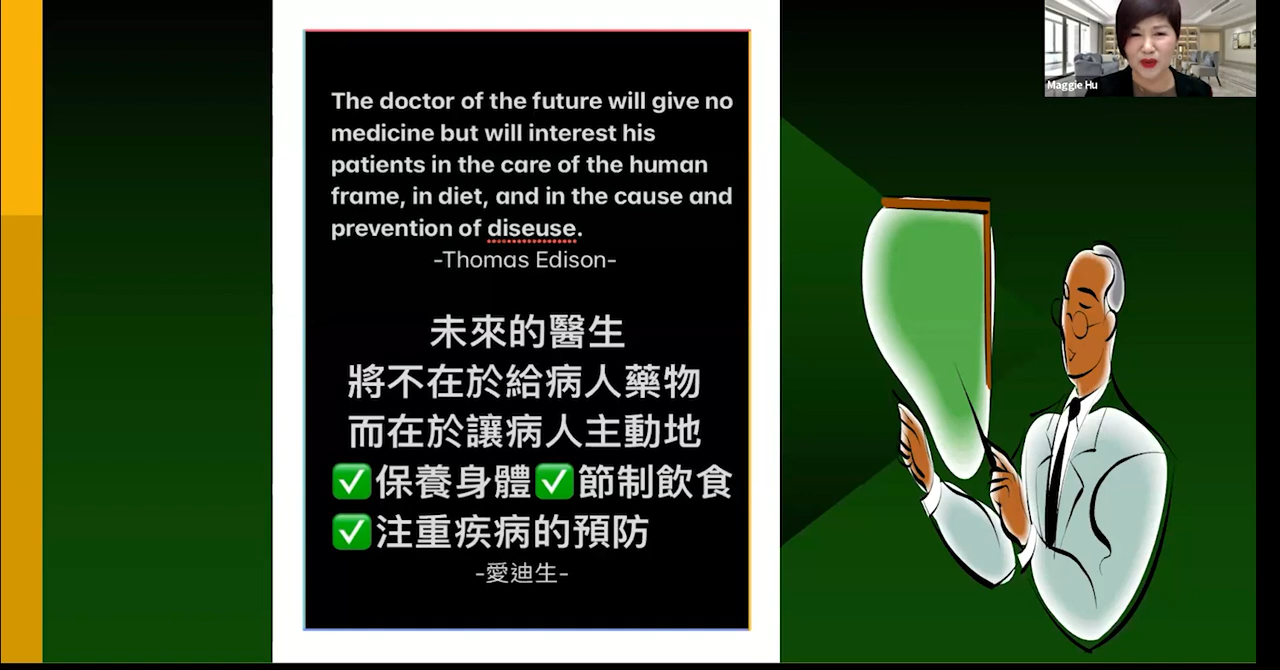 The doctor of the future will give no
medicine but will interest his
patients in the care of the human
frame, in diet, and in the cause and
prevention of diseuse.
-Thomas Edison-
未來的醫生
將不在於給病人藥物
而在於讓病人主動地
✅保養身體✅節制飲食
✅注重疾病的預防
-愛迪生-
Maggie Hu